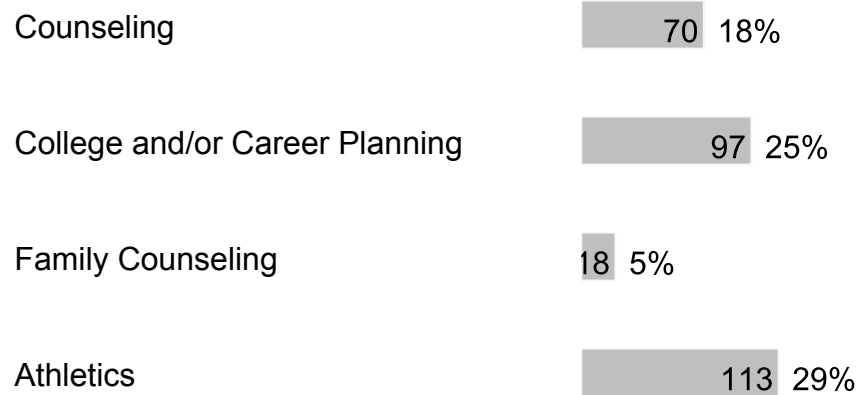 Counseling 70 18%
College and/or Career Planning 97 25%
Family Counseling 18 5%
Athletics 113 29%